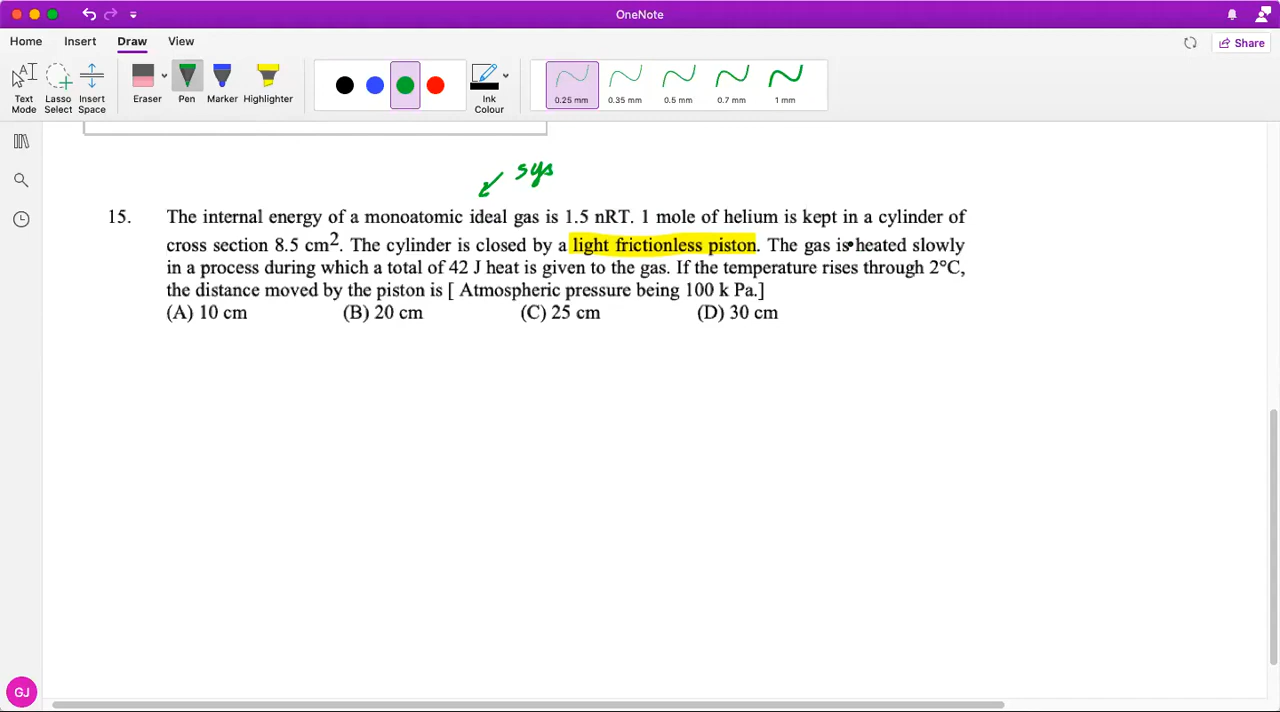 OneNote
Home Insert Draw View
Share
Text Mode
Lasso Select
Insert Space
Eraser
Pen
Marker
Highlighter
Ink Colour
0.25 mm
0.35 mm
0.5 mm
0.7 mm
1 mm
sys
15. The internal energy of a monoatomic ideal gas is 1.5 nRT. 1 mole of helium is kept in a cylinder of
cross section 8.5 cm². The cylinder is closed by a light frictionless piston. The gas is heated slowly
in a process during which a total of 42 J heat is given to the gas. If the temperature rises through 2°C,
the distance moved by the piston is [ Atmospheric pressure being 100 k Pa.]
(A) 10 cm (B) 20 cm (C) 25 cm (D) 30 cm
GJ